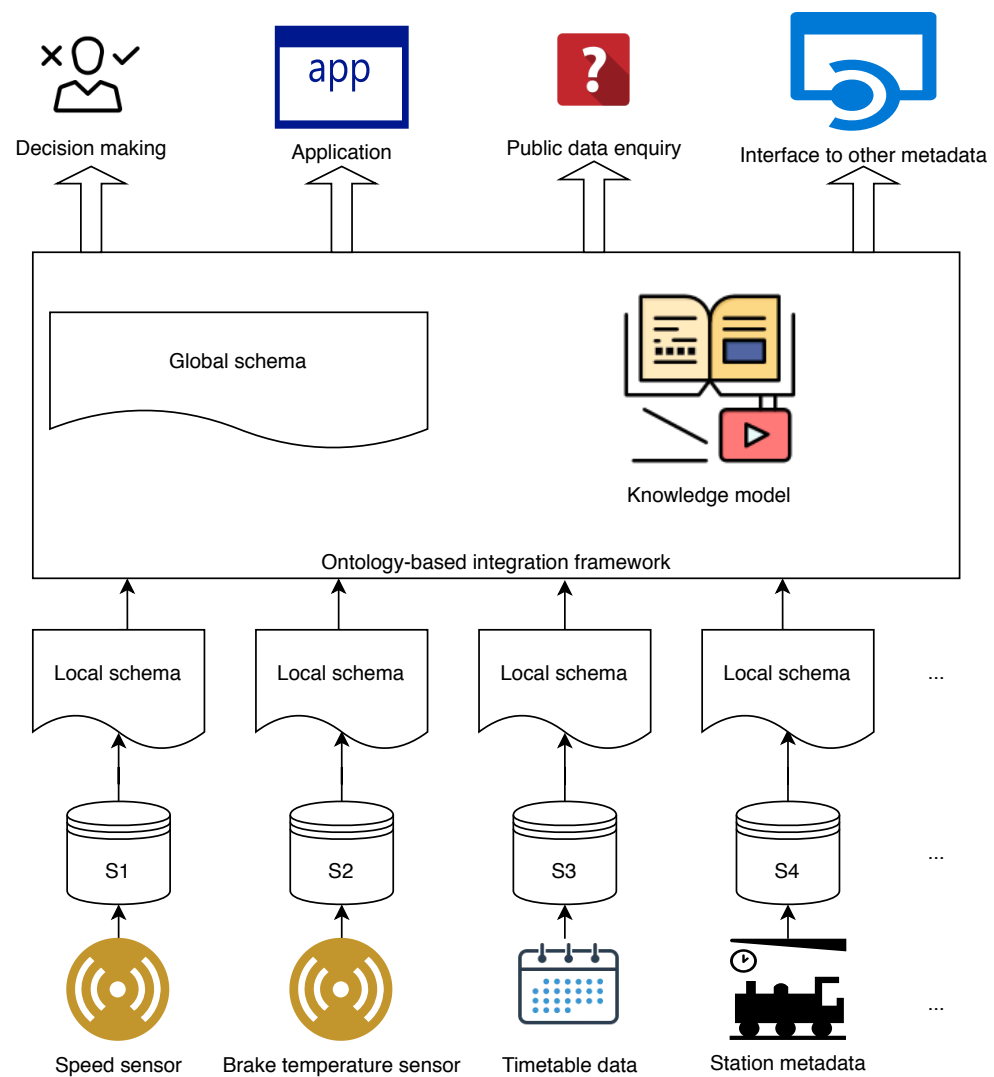 app
?
Decision making
Application
Public data enquiry
Interface to other metadata
Global schema
Knowledge model
Ontology-based integration framework
Local schema
Local schema
Local schema
Local schema
...
S1
S2
S3
S4
...
...
Speed sensor
Brake temperature sensor
Timetable data
Station metadata